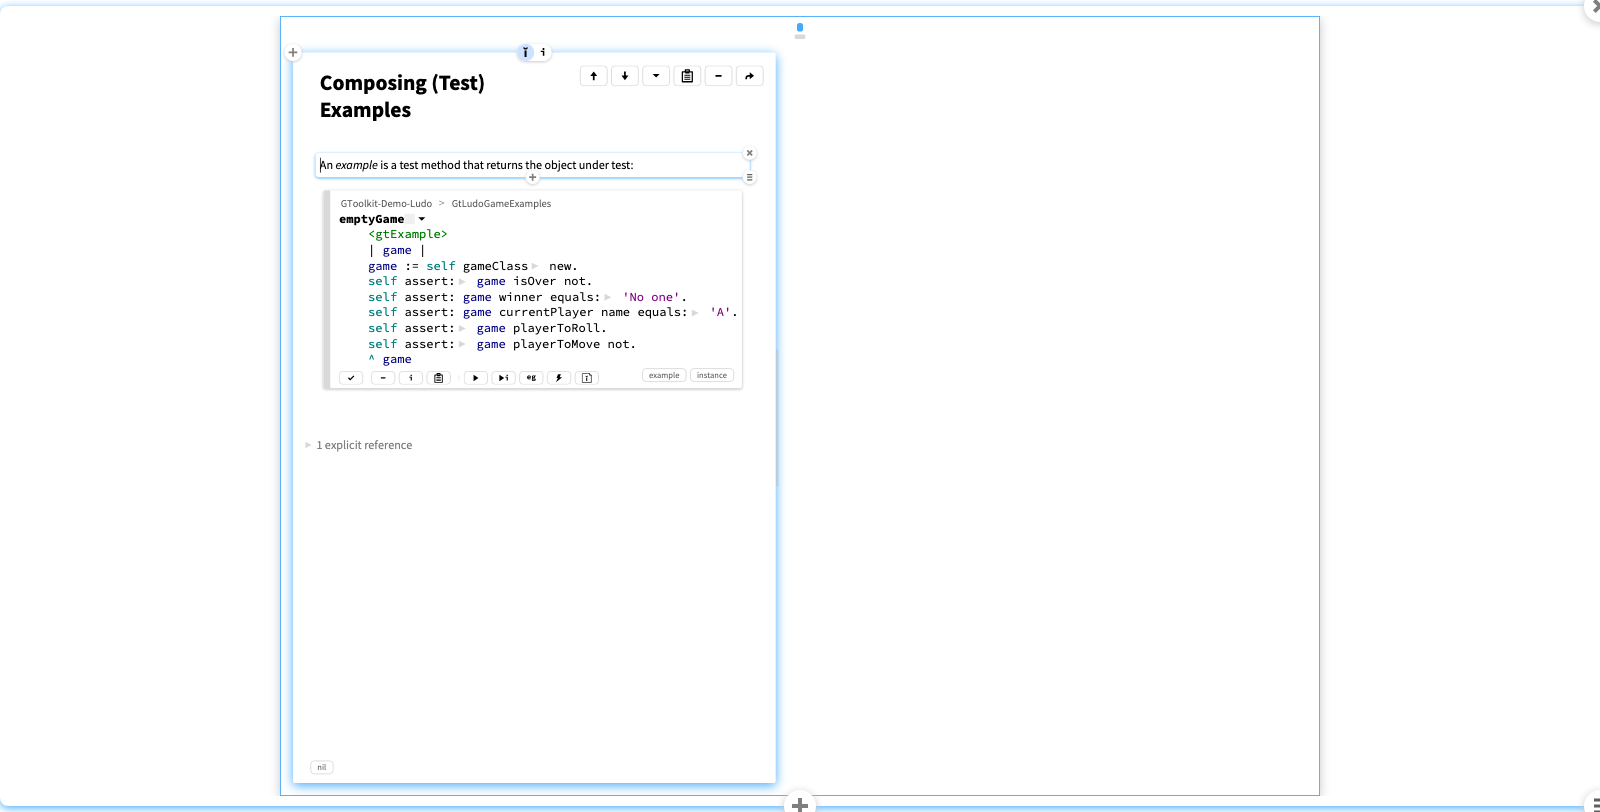 Composing (Test)
Examples
An example is a test method that returns the object under test:
GToolkit-Demo-Ludo > GtLudoGameExamples
emptyGame
<gtExample>
| game |
game := self gameClass new.
self assert: game isOver not.
self assert: game winner equals: 'No one'.
self assert: game currentPlayer name equals: 'A'.
self assert: game playerToRoll.
self assert: game playerToMove not.
^ game
eg
example instance
1 explicit reference
nil